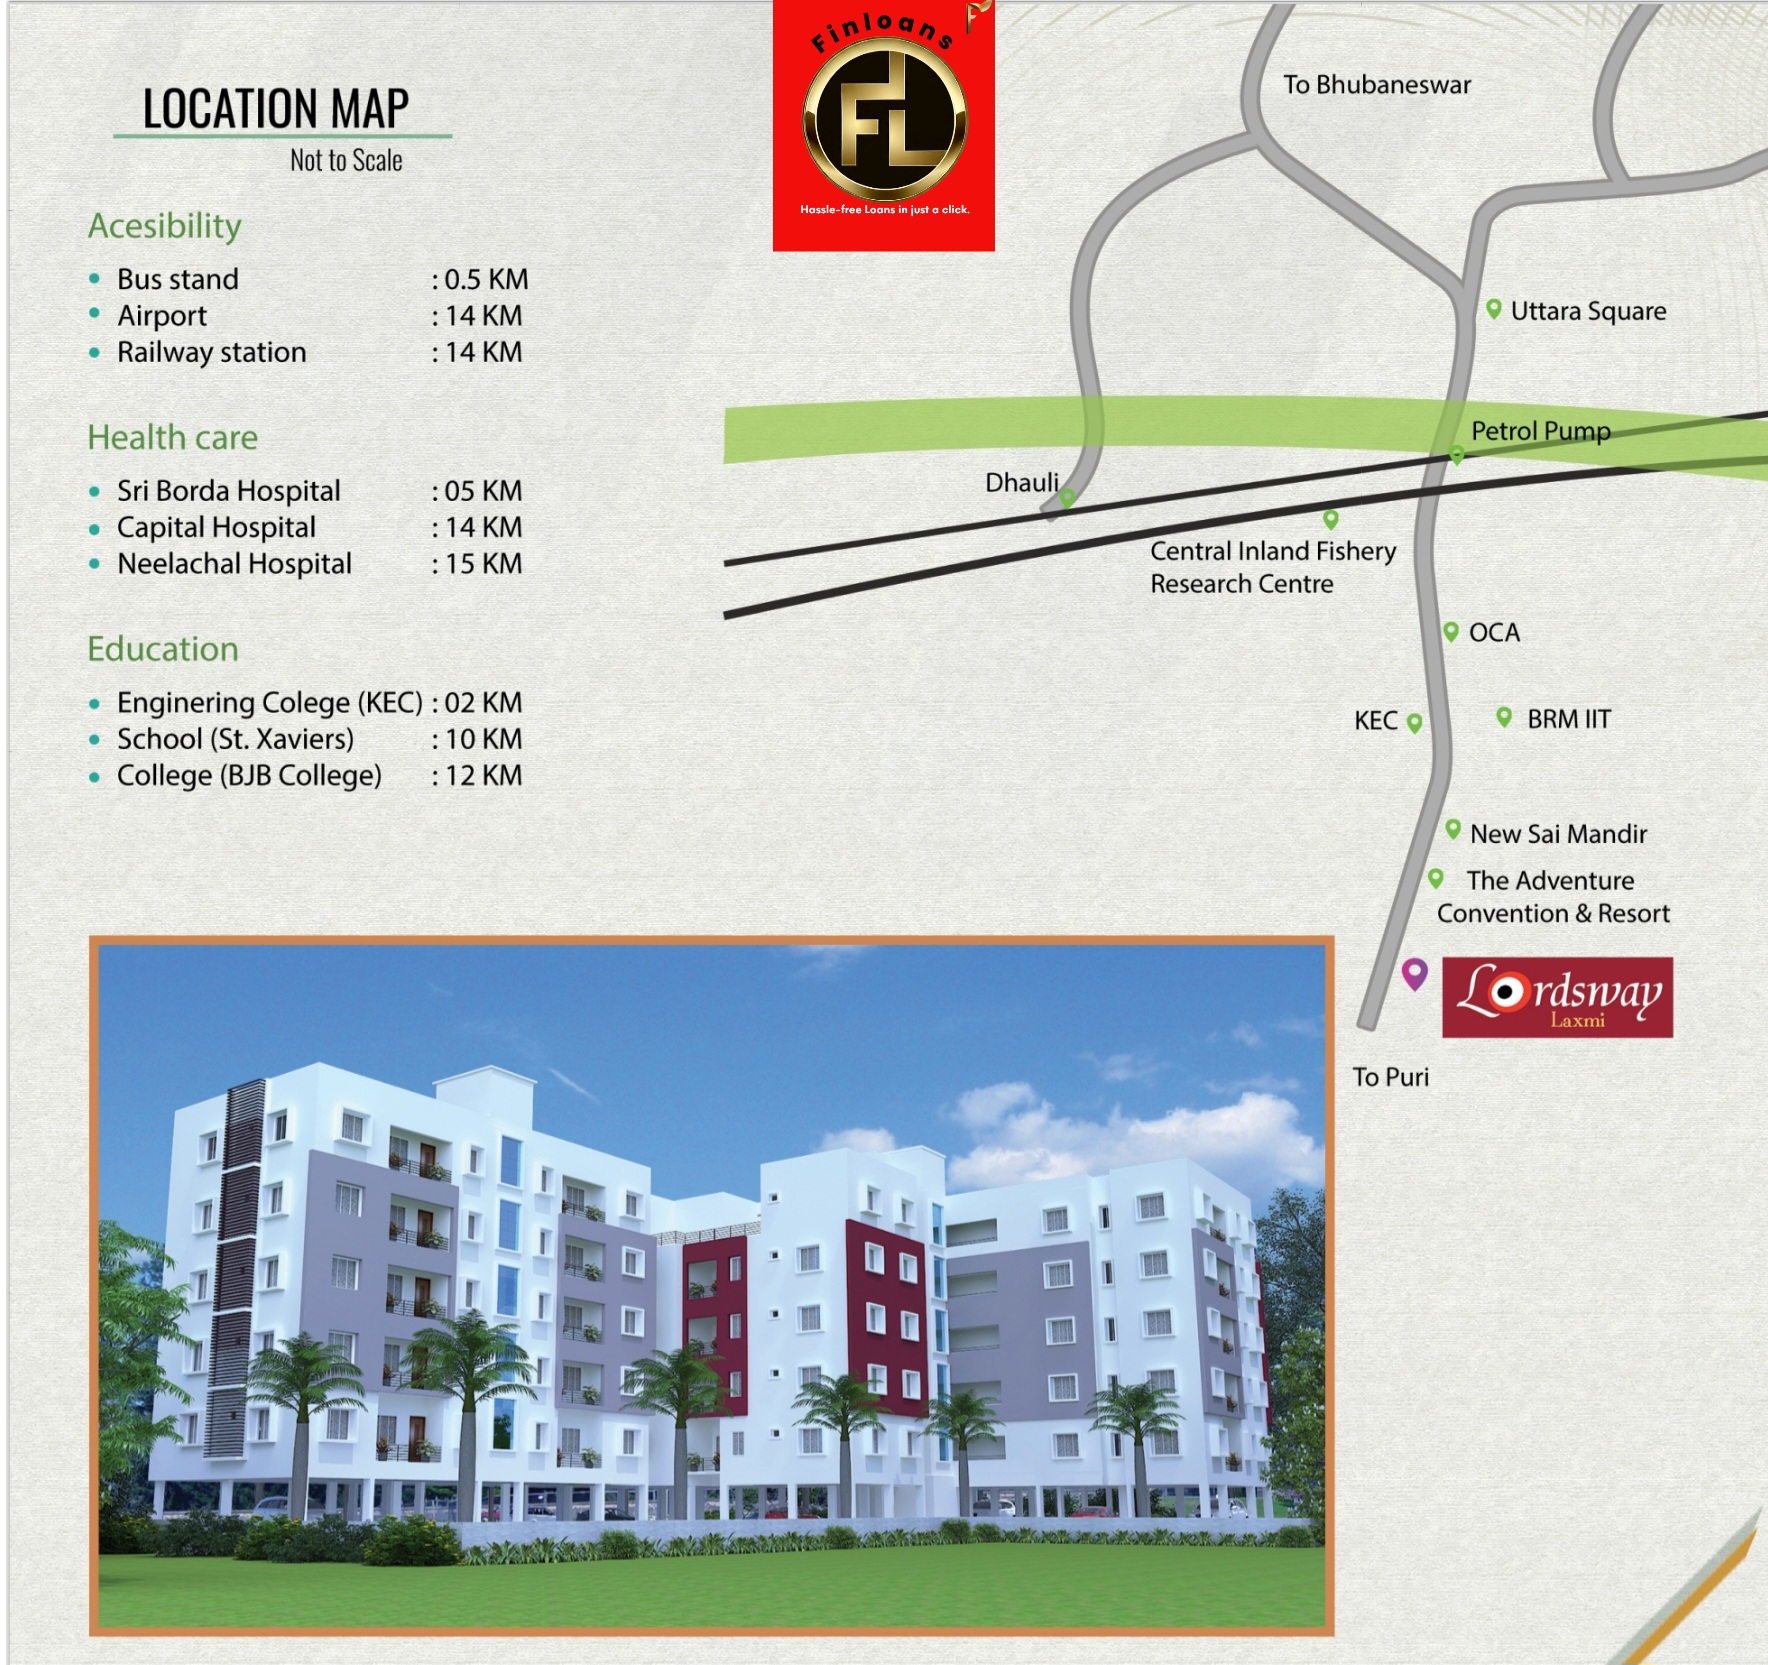 Finloans
FL
Hassle-free Loans in just a click.
LOCATION MAP
Not to Scale
Acesibility
Bus stand : 0.5 KM
Airport : 14 KM
Railway station : 14 KM
Health care
Sri Borda Hospital : 05 KM
Capital Hospital : 14 KM
Neelachal Hospital : 15 KM
Education
Enginering Colege (KEC) : 02 KM
School (St. Xaviers) : 10 KM
College (BJB College) : 12 KM
To Bhubaneswar
Uttara Square
Petrol Pump
Dhauli
Central Inland Fishery
Research Centre
OCA
KEC
BRM IIT
New Sai Mandir
The Adventure
Convention & Resort
Lordsway
Laxmi
To Puri